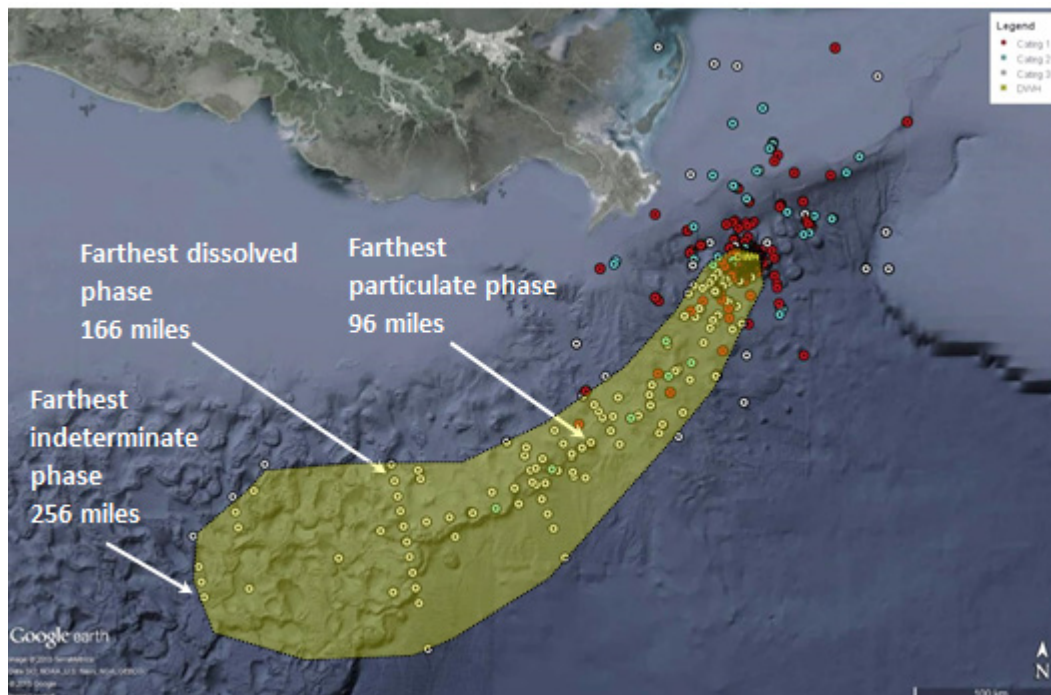 Legend
Categ 1
Categ 2
Categ 3
DWH
Farthest dissolved
phase
166 miles
Farthest
particulate phase
96 miles
Farthest
indeterminate
phase
256 miles
DWH
Google earth
N
100 km